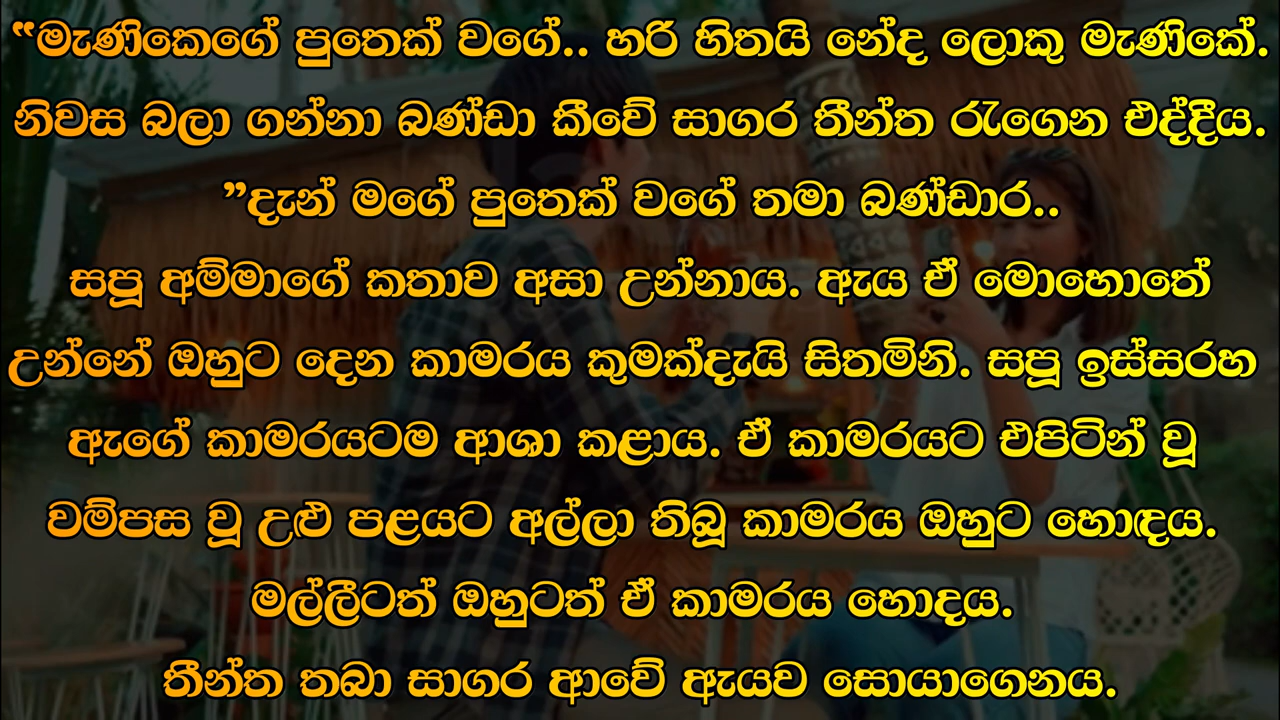 “මැණිකෙගේ පුතෙක් වගේ.. හරි හිතයි නේද ලොකු මැණිකේ.
නිවස බලා ගන්නා බණ්ඩා කීවේ සාගර තීන්ත රැගෙන එද්දීය.
”දැන් මගේ පුතෙක් වගේ තමා බණ්ඩාර..
සපූ අම්මාගේ කතාව අසා උන්නාය. ඇය ඒ මොහොතේ
උන්නේ ඔහුට දෙන කාමරය කුමක්දැයි සිතමිනි. සපූ ඉස්සරහ
ඇගේ කාමරයටම ආශා කළාය. ඒ කාමරයට එපිටින් වූ
වම්පස වූ උළු පළයට අල්ලා තිබූ කාමරය ඔහුට හොඳය.
මල්ලීටත් ඔහුටත් ඒ කාමරය හොදය.
තීන්ත තබා සාගර ආවේ ඇයව සොයාගෙනය.